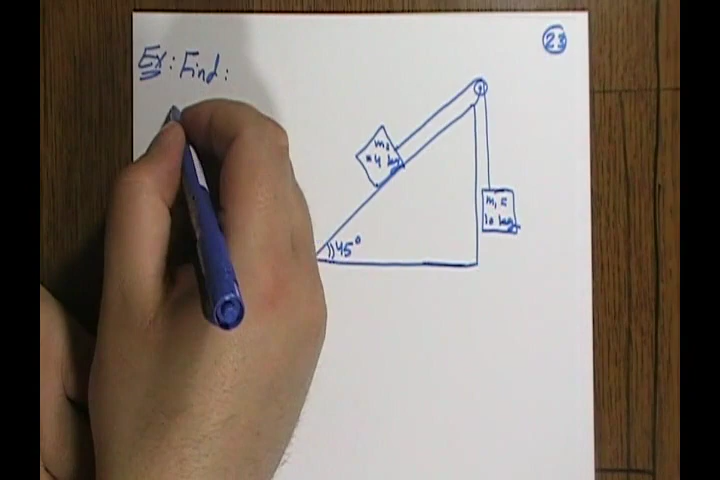 23
Ex: Find:
m₂
= 4 kg
m₁ =
10 kg
45°